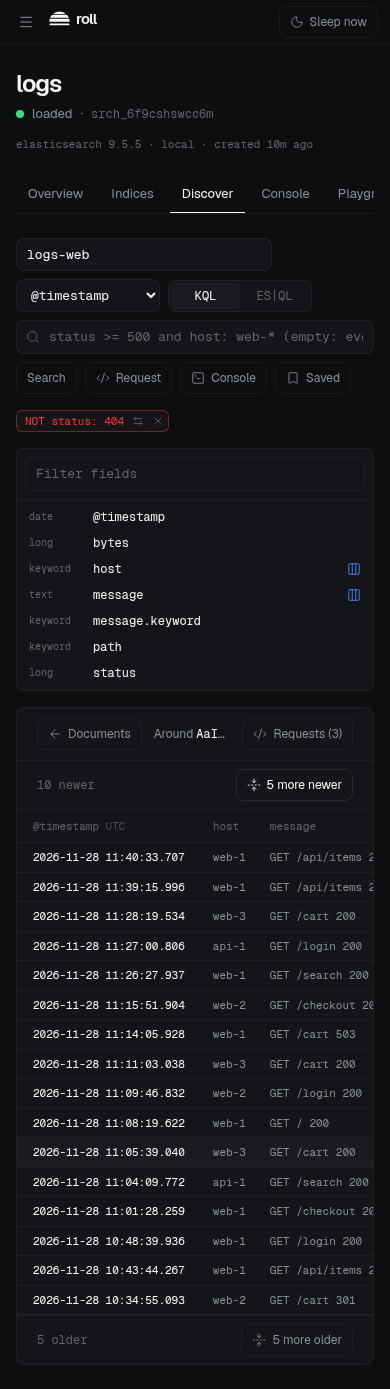 roll
Sleep now
logs
loaded · srch_6f9cshswcc6m
elasticsearch 9.5.5 · local · created 10m ago
Overview Indices Discover Console Playgr
logs-web
@timestamp KQL ES|QL
status >= 500 and host: web-* (empty: eve
Search Request Console Saved
NOT status: 404
Filter fields
date @timestamp
long bytes
keyword host
text message
keyword message.keyword
keyword path
long status
Documents Around AaI… Requests (3)
10 newer 5 more newer
@timestamp UTC host message
2026-11-28 11:40:33.707 web-1 GET /api/items 2
2026-11-28 11:39:15.996 web-1 GET /api/items 2
2026-11-28 11:28:19.534 web-3 GET /cart 200
2026-11-28 11:27:00.806 api-1 GET /login 200
2026-11-28 11:26:27.937 web-1 GET /search 200
2026-11-28 11:15:51.904 web-2 GET /checkout 20
2026-11-28 11:14:05.928 web-1 GET /cart 503
2026-11-28 11:11:03.038 web-3 GET /cart 200
2026-11-28 11:09:46.832 web-2 GET /login 200
2026-11-28 11:08:19.622 web-1 GET / 200
2026-11-28 11:05:39.040 web-3 GET /cart 200
2026-11-28 11:04:09.772 api-1 GET /search 200
2026-11-28 11:01:28.259 web-1 GET /checkout 20
2026-11-28 10:48:39.936 web-1 GET /login 200
2026-11-28 10:43:44.267 web-1 GET /api/items 2
2026-11-28 10:34:55.093 web-2 GET /cart 301
5 older 5 more older